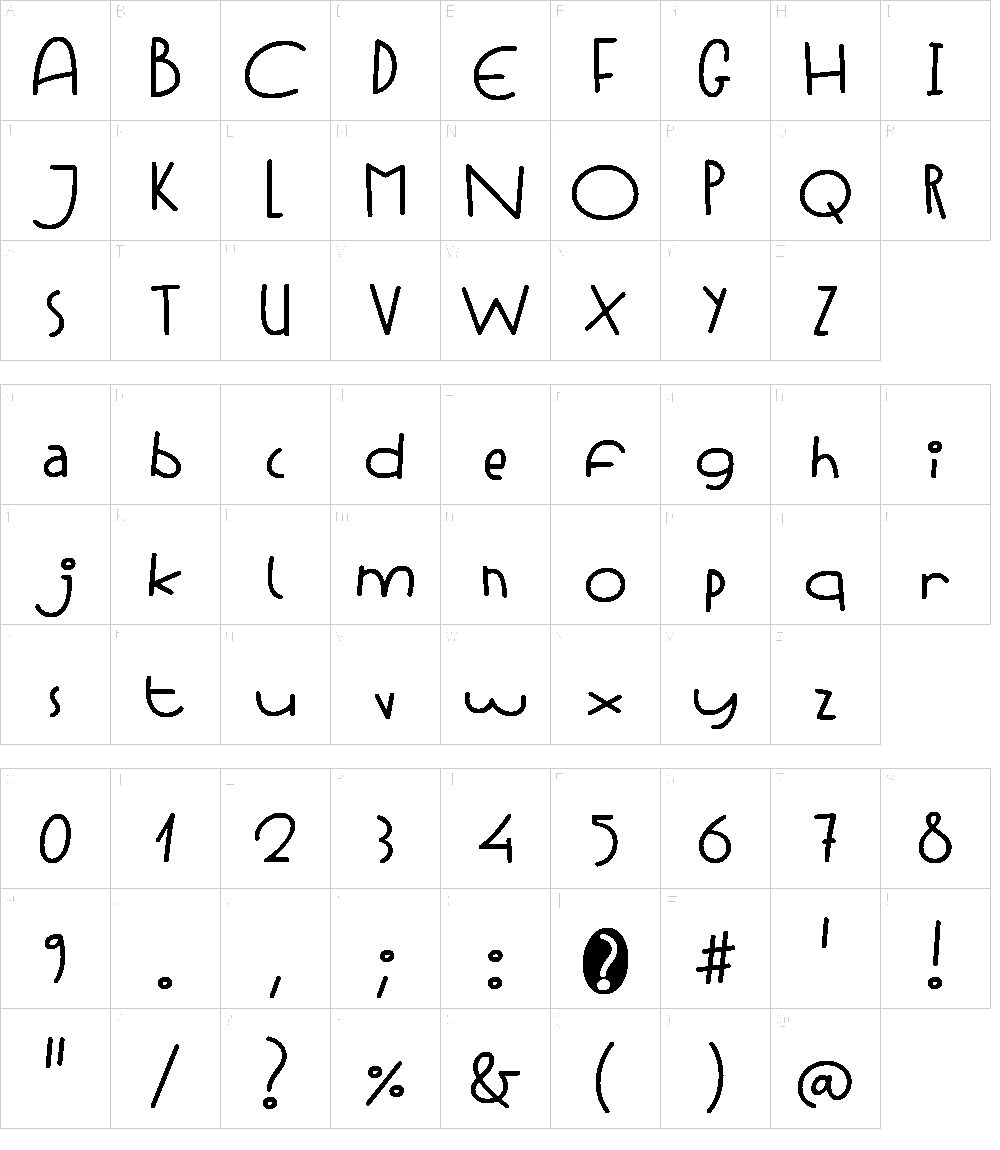 A B C D E F G H I
J K L M N O P Q R
S T U V W X Y Z
a b c d e f g h i
j k l m n o p q r
s t u v w x y z
0 1 2 3 4 5 6 7 8
9 . , ; : ? # ' !
" / ? % & ( ) @